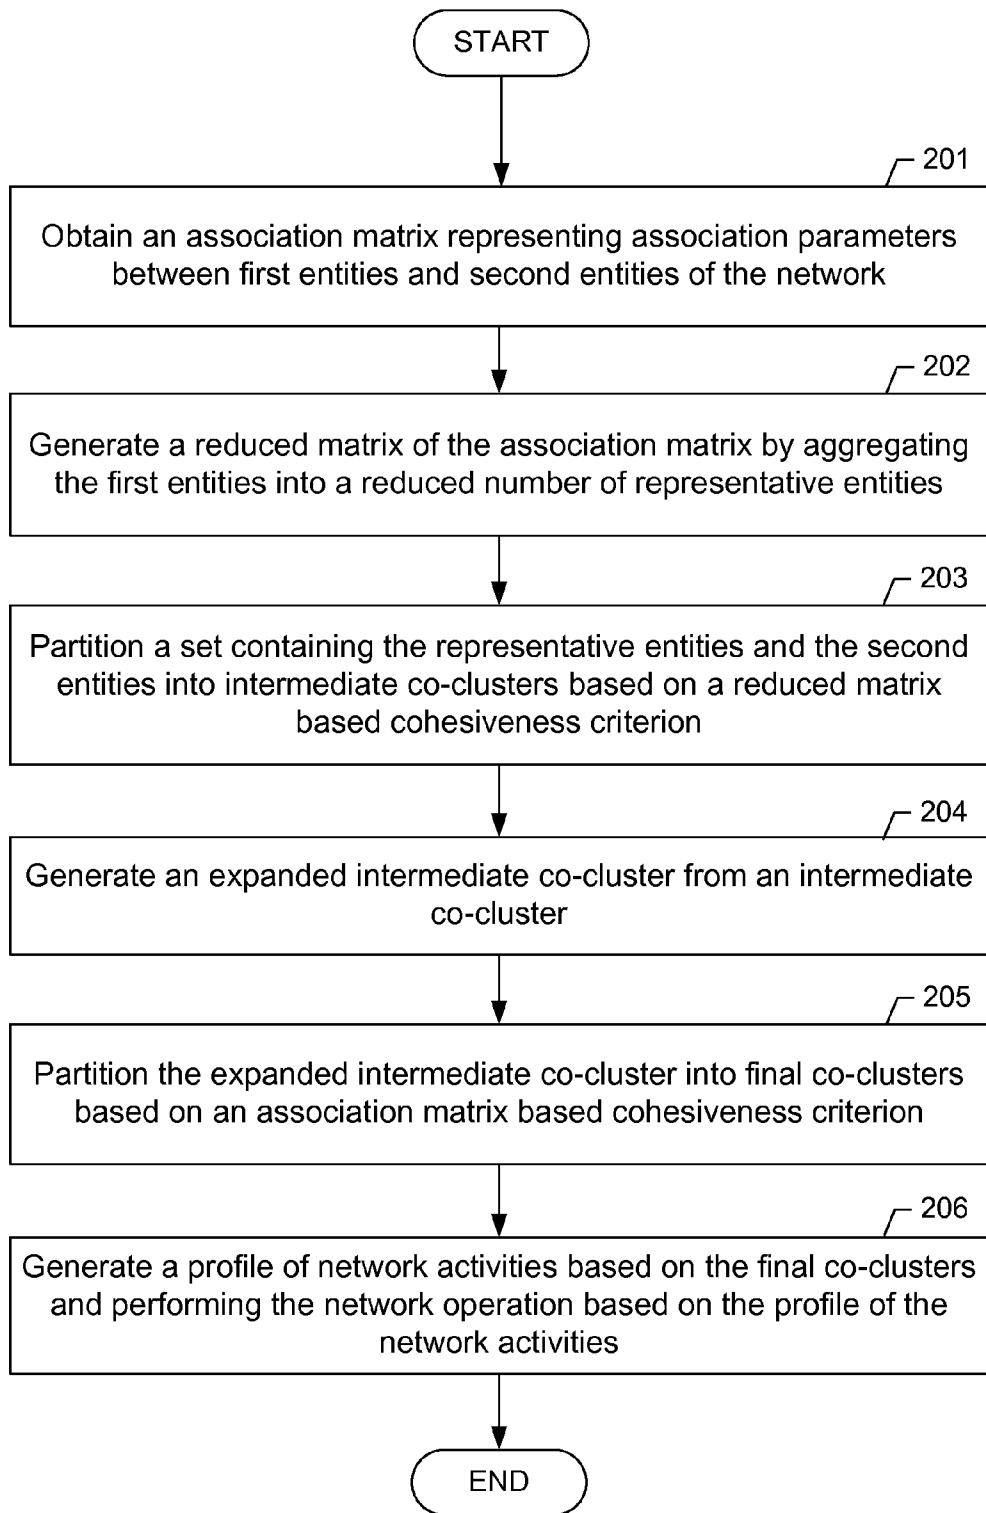 START
201
Obtain an association matrix representing association parameters
between first entities and second entities of the network
202
Generate a reduced matrix of the association matrix by aggregating
the first entities into a reduced number of representative entities
203
Partition a set containing the representative entities and the second
entities into intermediate co-clusters based on a reduced matrix
based cohesiveness criterion
204
Generate an expanded intermediate co-cluster from an intermediate
co-cluster
205
Partition the expanded intermediate co-cluster into final co-clusters
based on an association matrix based cohesiveness criterion
206
Generate a profile of network activities based on the final co-clusters
and performing the network operation based on the profile of the
network activities
END